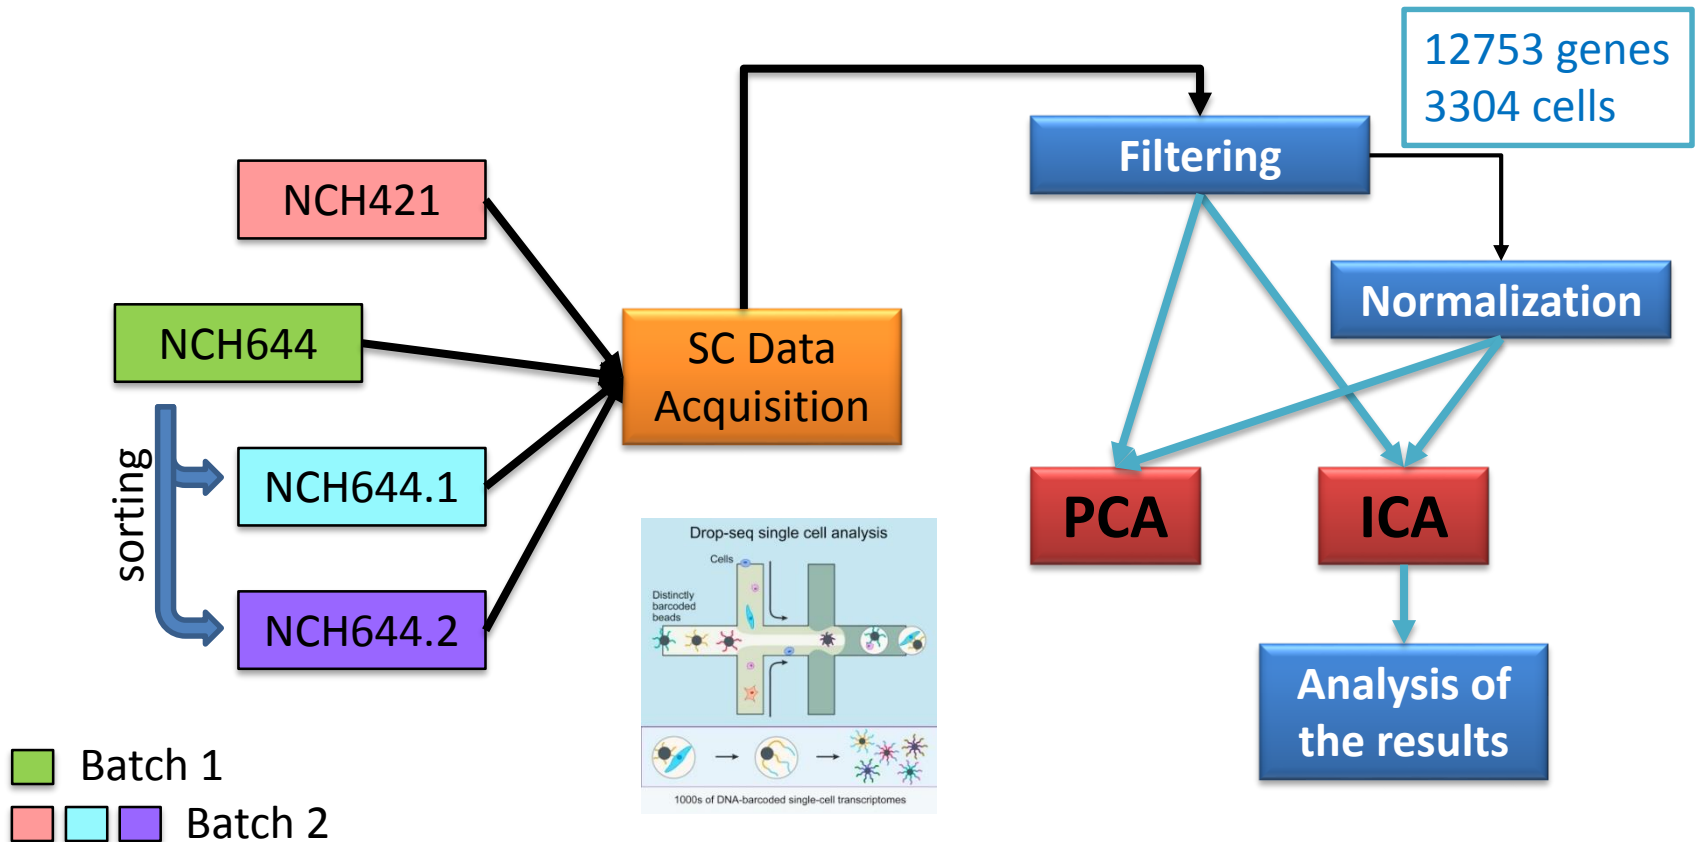 12753 genes
3304 cells
Filtering
NCH421
Normalization
NCH644
SC Data
Acquisition
sorting
NCH644.1
PCA
ICA
NCH644.2
Drop-seq single cell analysis
Cells
Distinctly
barcoded
beads
1000s of DNA-barcoded single-cell transcriptomes
Analysis of
the results
Batch 1
Batch 2